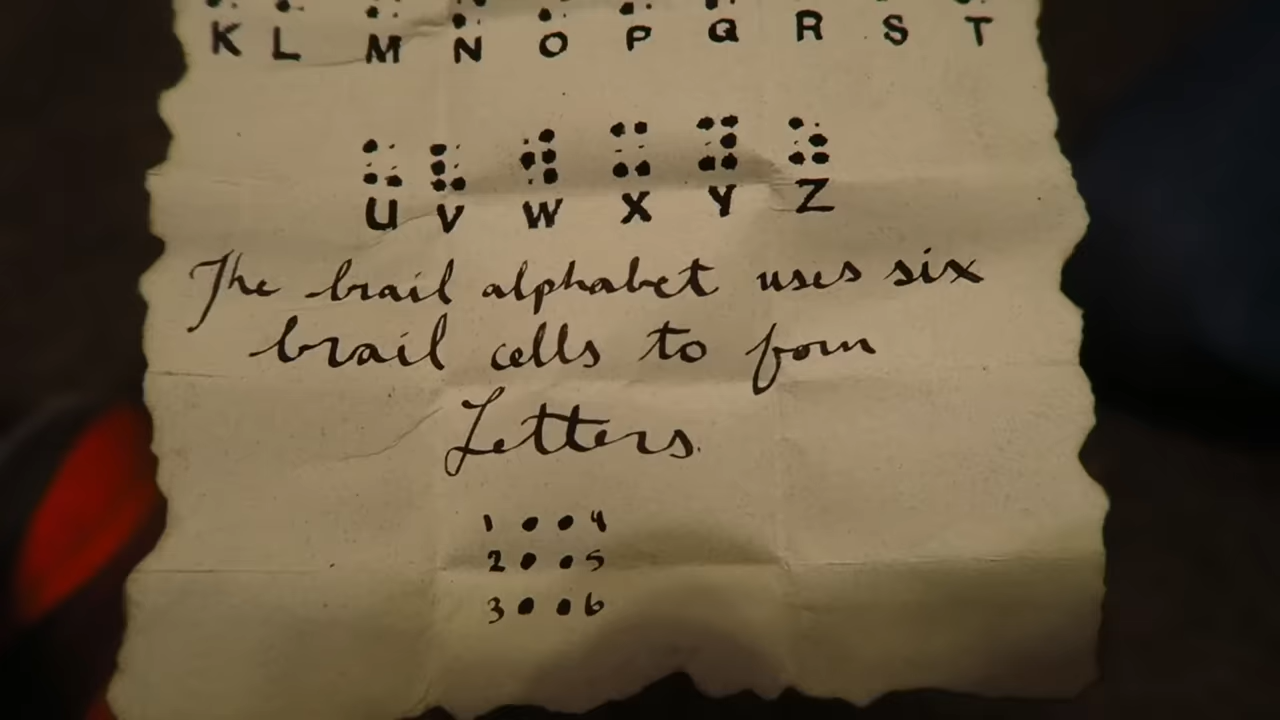 K L M N O P Q R S T
U V W X Y Z
The brail alphabet uses six
brail cells to form
Letters.
1 4
2 5
3 6